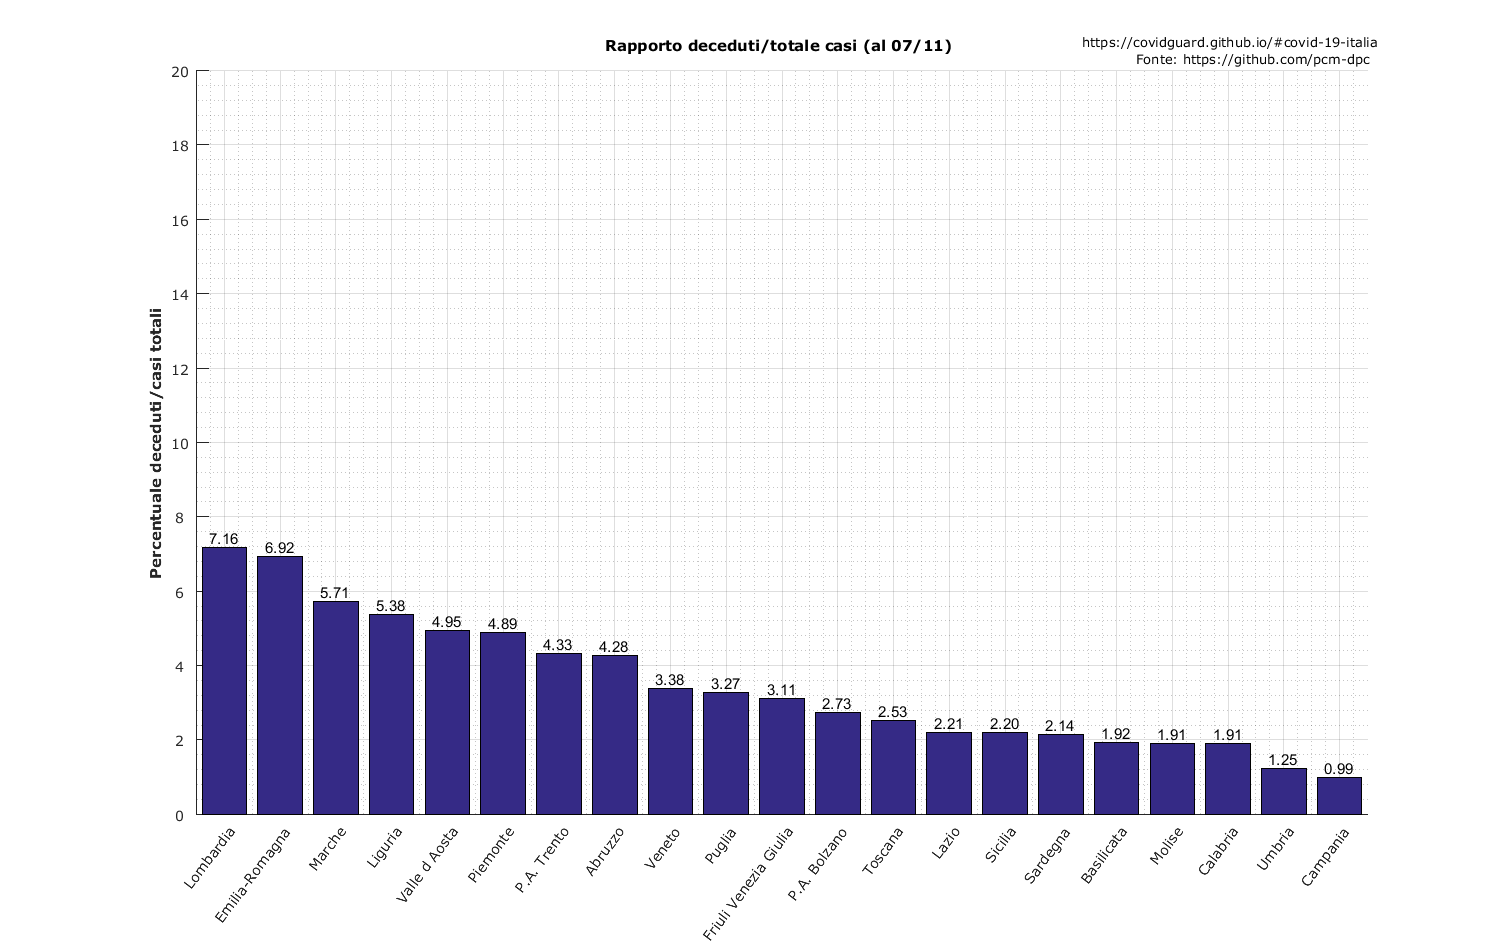 Rapporto deceduti/totale casi (al 07/11)
https://covidguard.github.io/#covid-19-italia
Fonte: https://github.com/pcm-dpc
Percentuale deceduti/casi totali
20
18
16
14
12
10
8
6
4
2
0
7.16
6.92
5.71
5.38
4.95
4.89
4.33
4.28
3.38
3.27
3.11
2.73
2.53
2.21
2.20
2.14
1.92
1.91
1.91
1.25
0.99
Lombardia
Emilia-Romagna
Marche
Liguria
Valle d Aosta
Piemonte
P.A. Trento
Abruzzo
Veneto
Puglia
Friuli Venezia Giulia
P.A. Bolzano
Toscana
Lazio
Sicilia
Sardegna
Basilicata
Molise
Calabria
Umbria
Campania